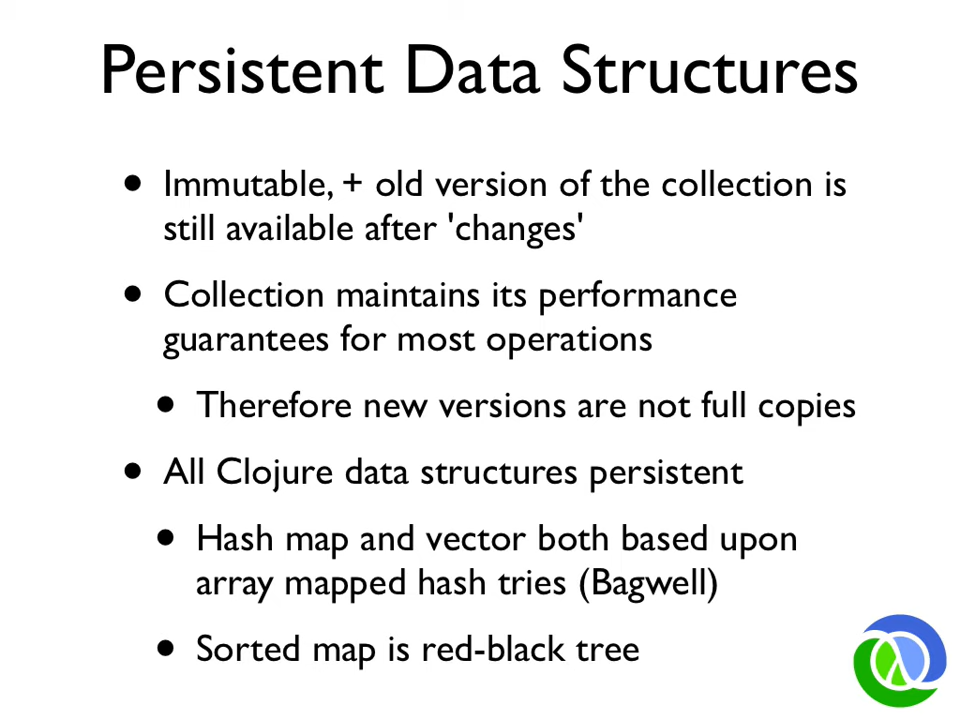 Persistent Data Structures
• Immutable, + old version of the collection is
still available after 'changes'
• Collection maintains its performance
guarantees for most operations
• Therefore new versions are not full copies
• All Clojure data structures persistent
• Hash map and vector both based upon
array mapped hash tries (Bagwell)
• Sorted map is red-black tree